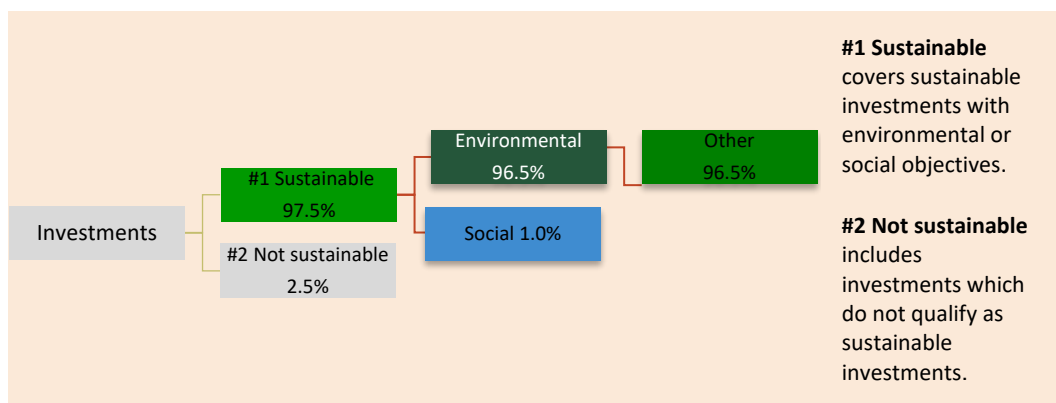 Investments
#1 Sustainable
97.5%
#2 Not sustainable
2.5%
Environmental
96.5%
Social 1.0%
Other
96.5%
#1 Sustainable
covers sustainable
investments with
environmental or
social objectives.
#2 Not sustainable
includes
investments which
do not qualify as
sustainable
investments.